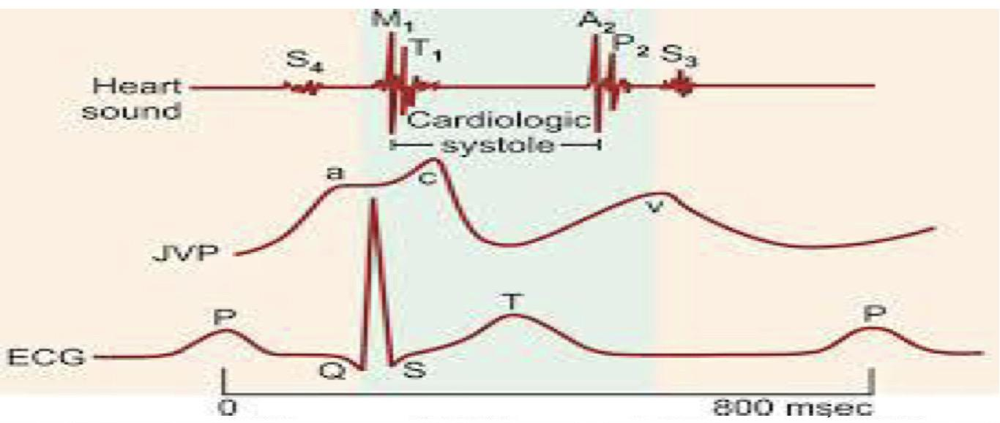 M₁ A₂
S₄ T₁ P₂ S₃
Heart
sound
Cardiologic
systole
a c v
JVP
P T P
ECG Q S
0 800 msec